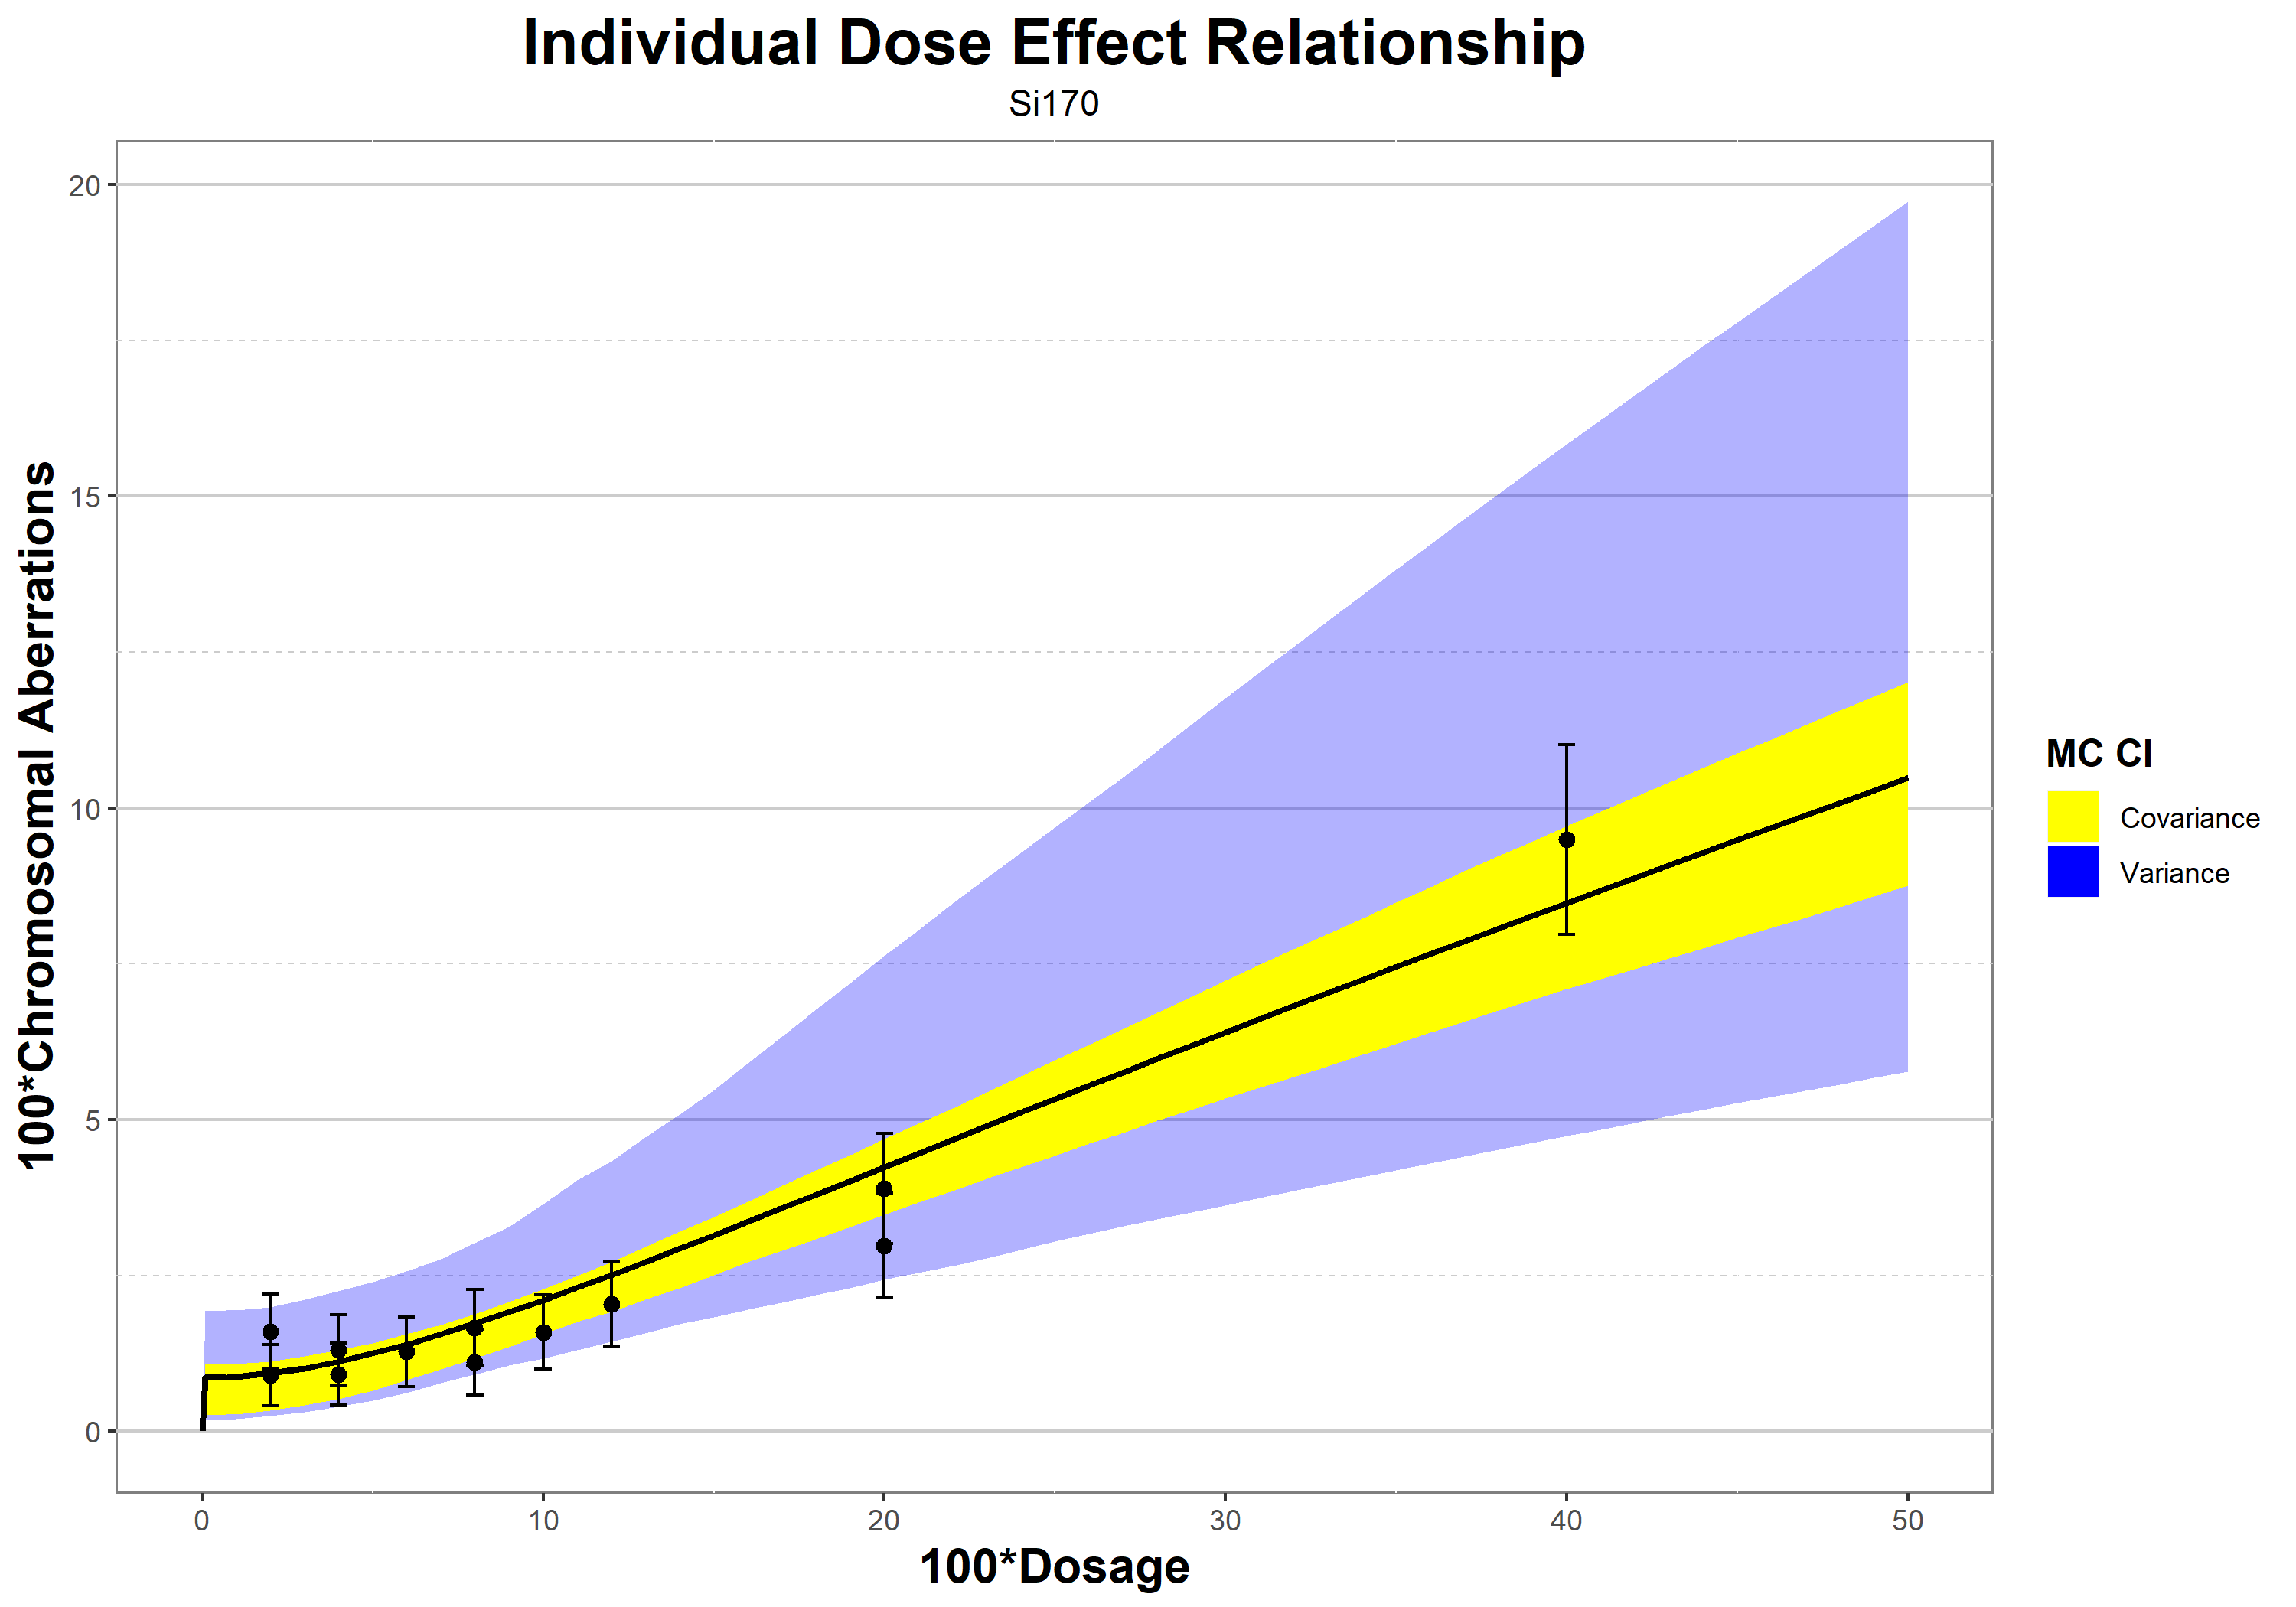 Individual Dose Effect Relationship
Si170
100*Chromosomal Aberrations
20
15
10
5
0
0 10 20 30 40 50
100*Dosage
MC CI
Covariance
Variance